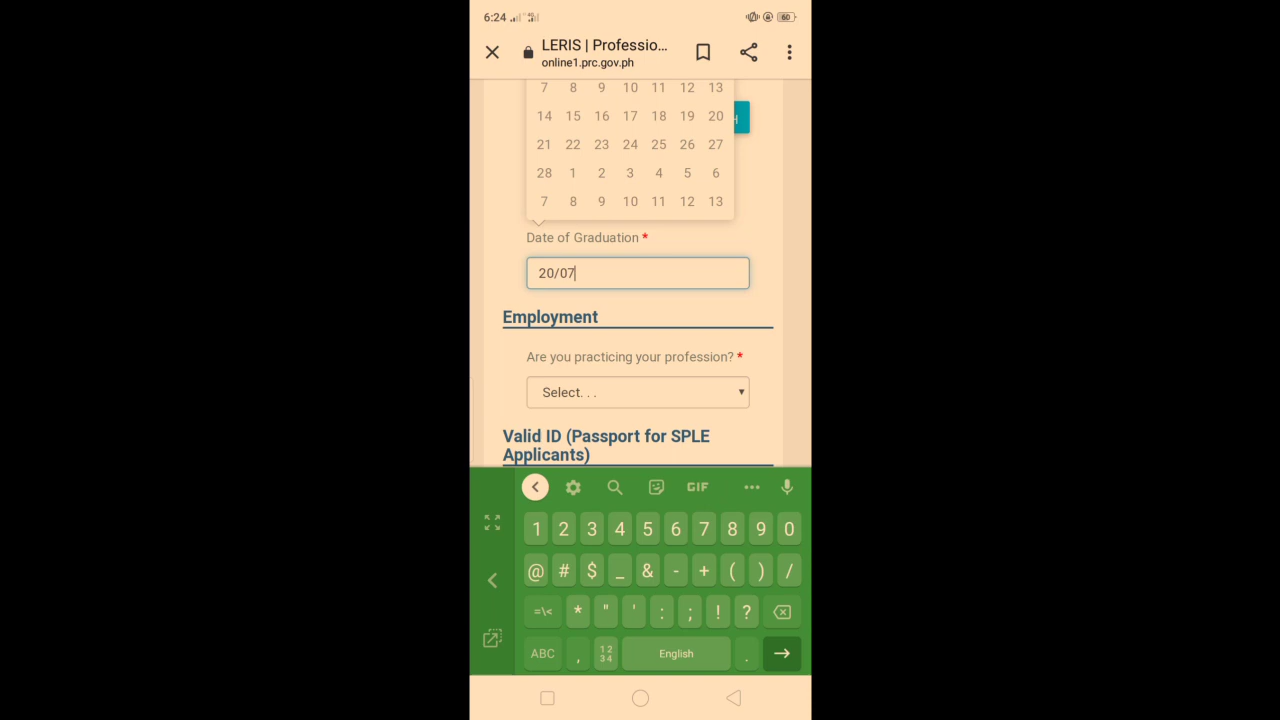 6:24
60
LERIS | Professio...
online1.prc.gov.ph
7 8 9 10 11 12 13
14 15 16 17 18 19 20
H
21 22 23 24 25 26 27
28 1 2 3 4 5 6
7 8 9 10 11 12 13
Date of Graduation *
20/07
Employment
Are you practicing your profession? *
Select. . .
Valid ID (Passport for SPLE
Applicants)
GIF
1 2 3 4 5 6 7 8 9 0
@ # $ _ & - + ( ) /
=\< * " ' : ; ! ?
ABC , 12 34 English .